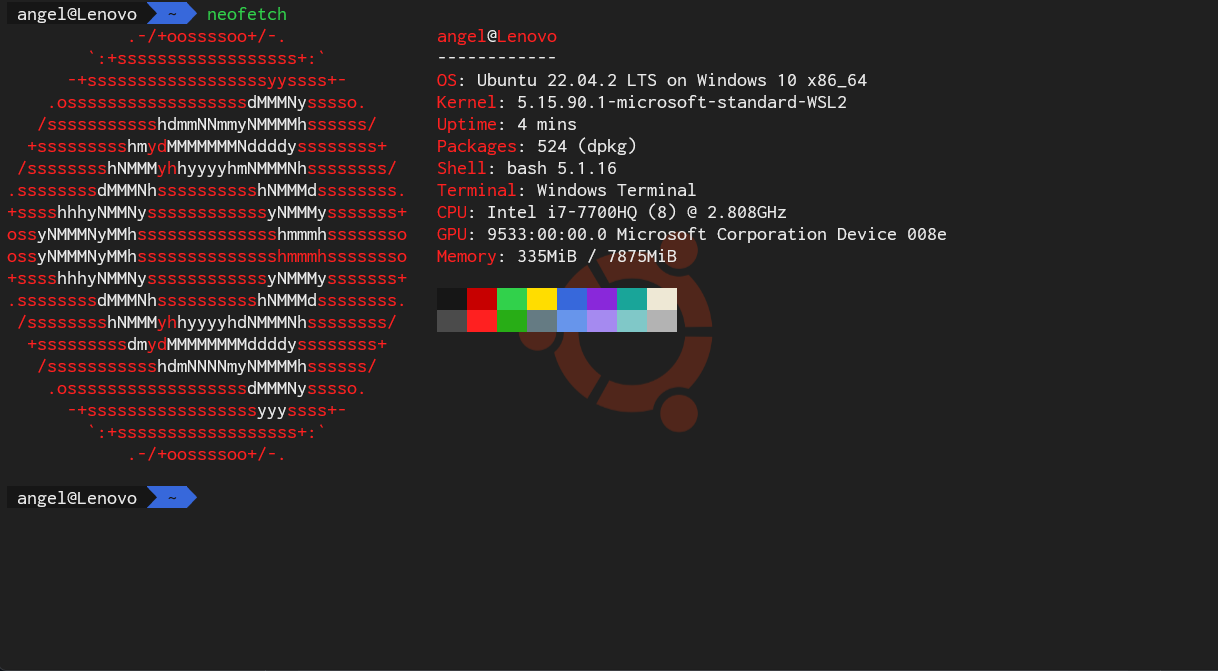 angel@Lenovo ~ neofetch
.-/+oossssoo+/-. angel@Lenovo
`:+ssssssssssssssssss+:` ------------
-+ssssssssssssssssssyyssss+- OS: Ubuntu 22.04.2 LTS on Windows 10 x86_64
.ossssssssssssssssssdMMMNysssso. Kernel: 5.15.90.1-microsoft-standard-WSL2
/ssssssssssshdmmNNmmyNMMMMhssssss/ Uptime: 4 mins
+ssssssssshmydMMMMMMMNddddyssssssss+ Packages: 524 (dpkg)
/sssssssshNMMMyhhyyyyhmNMMMNhssssssss/ Shell: bash 5.1.16
.ssssssssdMMMNhsssssssssshNMMMdssssssss. Terminal: Windows Terminal
+sssshhhyNMMNyssssssssssssyNMMMysssssss+ CPU: Intel i7-7700HQ (8) @ 2.808GHz
ossyNMMMNyMMhsssssssssssssshmmmhssssssso GPU: 9533:00:00.0 Microsoft Corporation Device 008e
ossyNMMMNyMMhsssssssssssssshmmmhssssssso Memory: 335MiB / 7875MiB
+sssshhhyNMMNyssssssssssssyNMMMysssssss+
.ssssssssdMMMNhsssssssssshNMMMdssssssss.
/sssssssshNMMMyhhyyyyhdNMMMNhssssssss/
+sssssssssdmydMMMMMMMMddddyssssssss+
/ssssssssssshdmNNNNmyNMMMMhssssss/
.ossssssssssssssssssdMMMNysssso.
-+sssssssssssssssssyyyssss+-
`:+ssssssssssssssssss+:`
.-/+oossssoo+/-.
angel@Lenovo ~